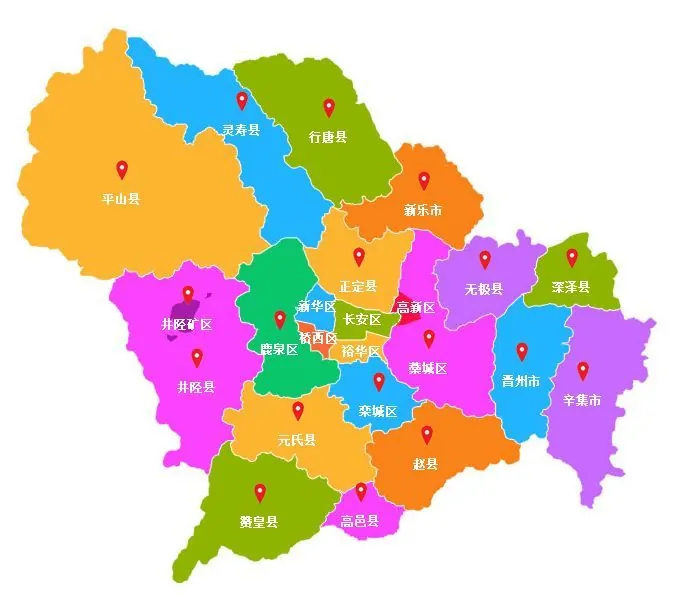 灵寿县
行唐县
平山县
新乐市
正定县
无极县
深泽县
新华区
高新区
井陉矿区
长安区
桥西区
鹿泉区
裕华区
藁城区
井陉县
晋州市
辛集市
栾城区
元氏县
赵县
赞皇县
高邑县